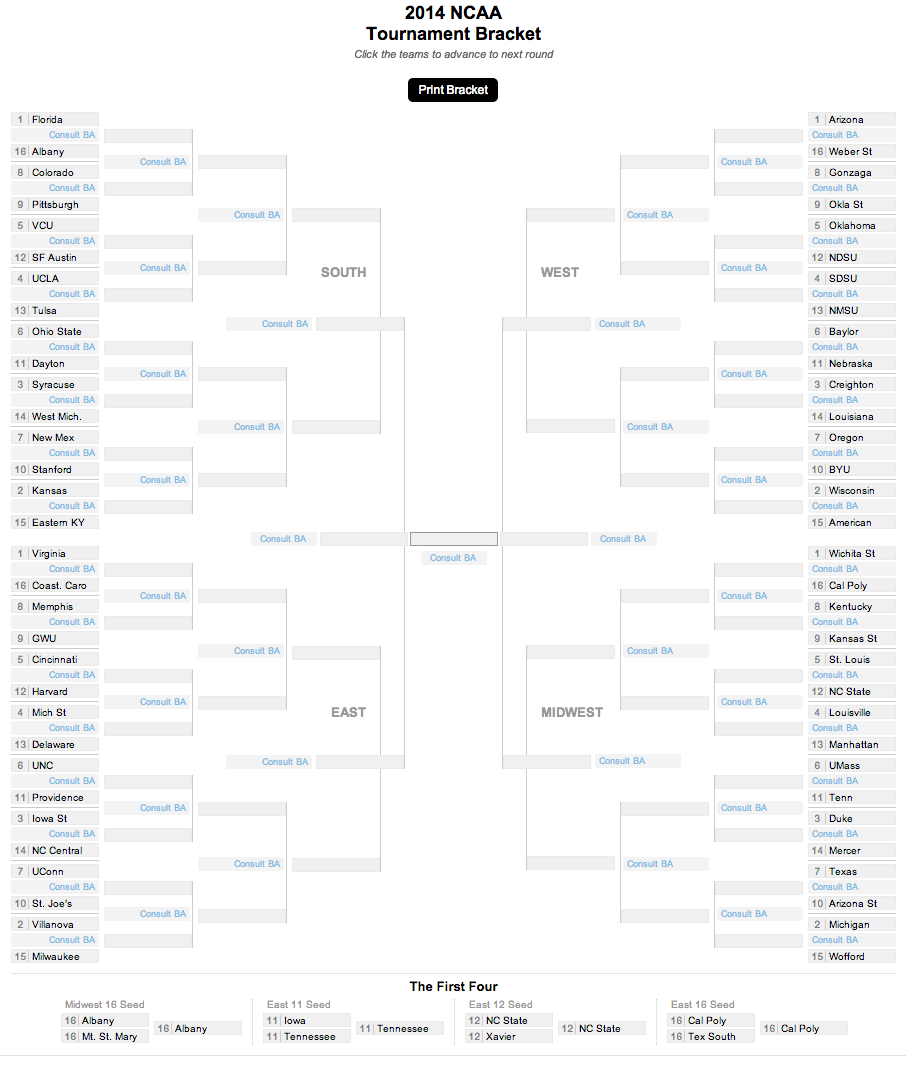 2014 NCAA
Tournament Bracket
Click the teams to advance to next round
Print Bracket
1 Florida
Consult BA
16 Albany
8 Colorado
Consult BA
9 Pittsburgh
5 VCU
Consult BA
12 SF Austin
4 UCLA
Consult BA
13 Tulsa
6 Ohio State
Consult BA
11 Dayton
3 Syracuse
Consult BA
14 West Mich.
7 New Mex
Consult BA
10 Stanford
2 Kansas
Consult BA
15 Eastern KY
Consult BA
Consult BA
Consult BA
Consult BA
Consult BA
Consult BA
SOUTH
Consult BA
1 Arizona
Consult BA
16 Weber St
8 Gonzaga
Consult BA
9 Okla St
5 Oklahoma
Consult BA
12 NDSU
4 SDSU
Consult BA
13 NMSU
6 Baylor
Consult BA
11 Nebraska
3 Creighton
Consult BA
14 Louisiana
7 Oregon
Consult BA
10 BYU
2 Wisconsin
Consult BA
15 American
Consult BA
Consult BA
Consult BA
Consult BA
Consult BA
Consult BA
WEST
Consult BA
Consult BA
Consult BA
Consult BA
1 Virginia
Consult BA
16 Coast. Caro
8 Memphis
Consult BA
9 GWU
5 Cincinnati
Consult BA
12 Harvard
4 Mich St
Consult BA
13 Delaware
6 UNC
Consult BA
11 Providence
3 Iowa St
Consult BA
14 NC Central
7 UConn
Consult BA
10 St. Joe's
2 Villanova
Consult BA
15 Milwaukee
Consult BA
Consult BA
Consult BA
Consult BA
Consult BA
Consult BA
EAST
Consult BA
1 Wichita St
Consult BA
16 Cal Poly
8 Kentucky
Consult BA
9 Kansas St
5 St. Louis
Consult BA
12 NC State
4 Louisville
Consult BA
13 Manhattan
6 UMass
Consult BA
11 Tenn
3 Duke
Consult BA
14 Mercer
7 Texas
Consult BA
10 Arizona St
2 Michigan
Consult BA
15 Wofford
Consult BA
Consult BA
Consult BA
Consult BA
Consult BA
Consult BA
MIDWEST
Consult BA
The First Four
Midwest 16 Seed
16 Albany
16 Mt. St. Mary
16 Albany
East 11 Seed
11 Iowa
11 Tennessee
11 Tennessee
East 12 Seed
12 NC State
12 Xavier
12 NC State
East 16 Seed
16 Cal Poly
16 Tex South
16 Cal Poly